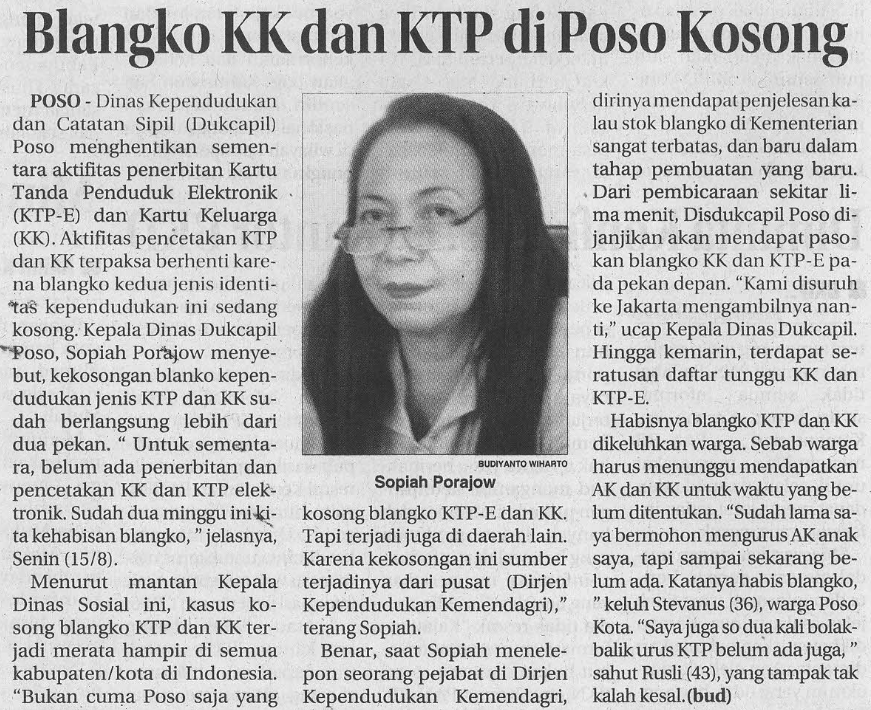 Blangko KK dan KTP di Poso Kosong
POSO - Dinas Kependudukan
dan Catatan Sipil (Dukcapil)
Poso menghentikan semen-
tara aktifitas penerbitan Kartu
Tanda Penduduk Elektronik
(KTP-E) dan Kartu Keluarga
(KK). Aktifitas pencetakan KTP
dan KK terpaksa berhenti kare-
na blangko kedua jenis identi-
tas kependudukan ini sedang
kosong. Kepala Dinas Dukcapil
Poso, Sopiah Porajow menye-
but, kekosongan blanko kepen-
dudukan jenis KTP dan KK su-
dah berlangsung lebih dari
dua pekan. “ Untuk sementa-
ra, belum ada penerbitan dan
pencetakan KK dan KTP elek-
tronik. Sudah dua minggu ini ki-
ta kehabisan blangko, ” jelasnya,
Senin (15/8).
Menurut mantan Kepala
Dinas Sosial ini, kasus ko-
song blangko KTP dan KK ter-
jadi merata hampir di semua
kabupaten/kota di Indonesia.
“Bukan cuma Poso saja yang
BUDIYANTO WIHARTO
Sopiah Porajow
kosong blangko KTP-E dan KK.
Tapi terjadi juga di daerah lain.
Karena kekosongan ini sumber
terjadinya dari pusat (Dirjen
Kependudukan Kemendagri),”
terang Sopiah.
Benar, saat Sopiah menele-
pon seorang pejabat di Dirjen
Kependudukan Kemendagri,
dirinya mendapat penjelesan ka-
lau stok blangko di Kementerian
sangat terbatas, dan baru dalam
tahap pembuatan yang baru.
Dari pembicaraan sekitar li-
ma menit, Disdukcapil Poso di-
janjikan akan mendapat paso-
kan blangko KK dan KTP-E pa-
da pekan depan. “Kami disuruh
ke Jakarta mengambilnya nan-
ti,” ucap Kepala Dinas Dukcapil.
Hingga kemarin, terdapat se-
ratusan daftar tunggu KK dan
KTP-E.
Habisnya blangko KTP dan KK
dikeluhkan warga. Sebab warga
harus menunggu mendapatkan
AK dan KK untuk waktu yang be-
lum ditentukan. “Sudah lama sa-
ya bermohon mengurus AK anak
saya, tapi sampai sekarang be-
lum ada. Katanya habis blangko,
” keluh Stevanus (36), warga Poso
Kota. “Saya juga so dua kali bolak-
balik urus KTP belum ada juga, ”
sahut Rusli (43), yang tampak tak
kalah kesal.(bud)